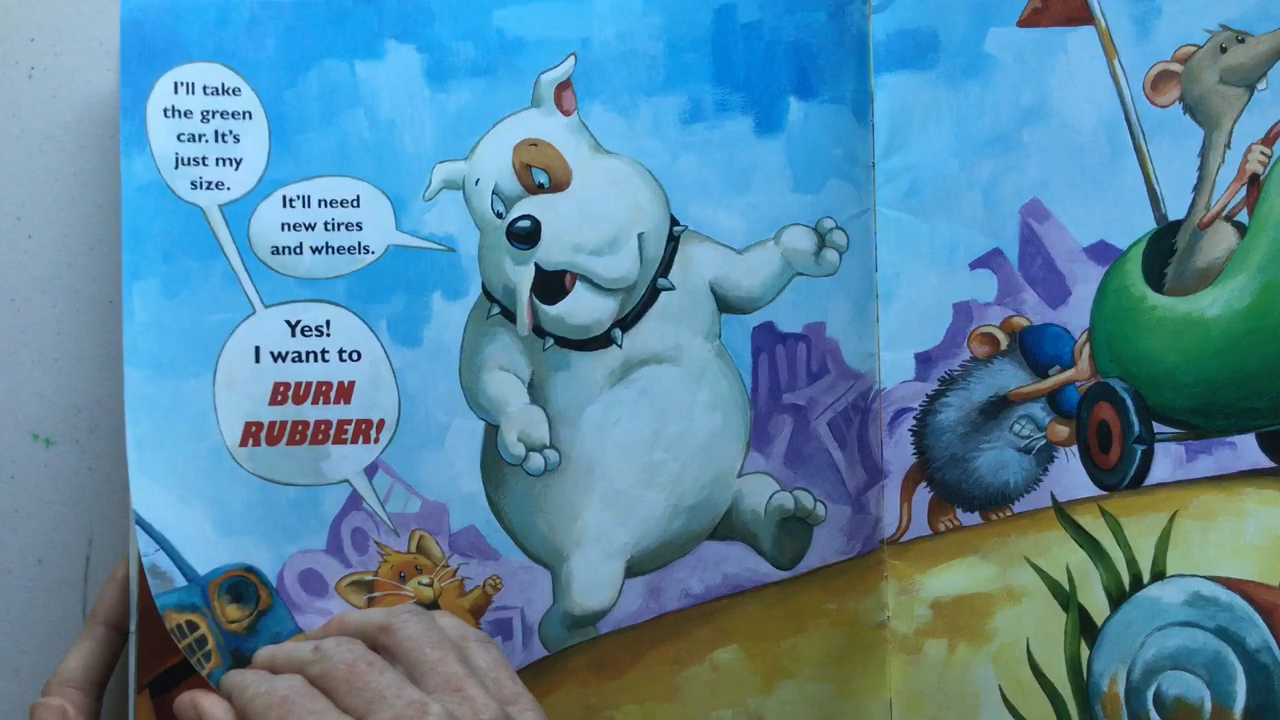 I'll take
the green
car. It's
just my
size.
It'll need
new tires
and wheels.
Yes!
I want to
BURN
RUBBER!